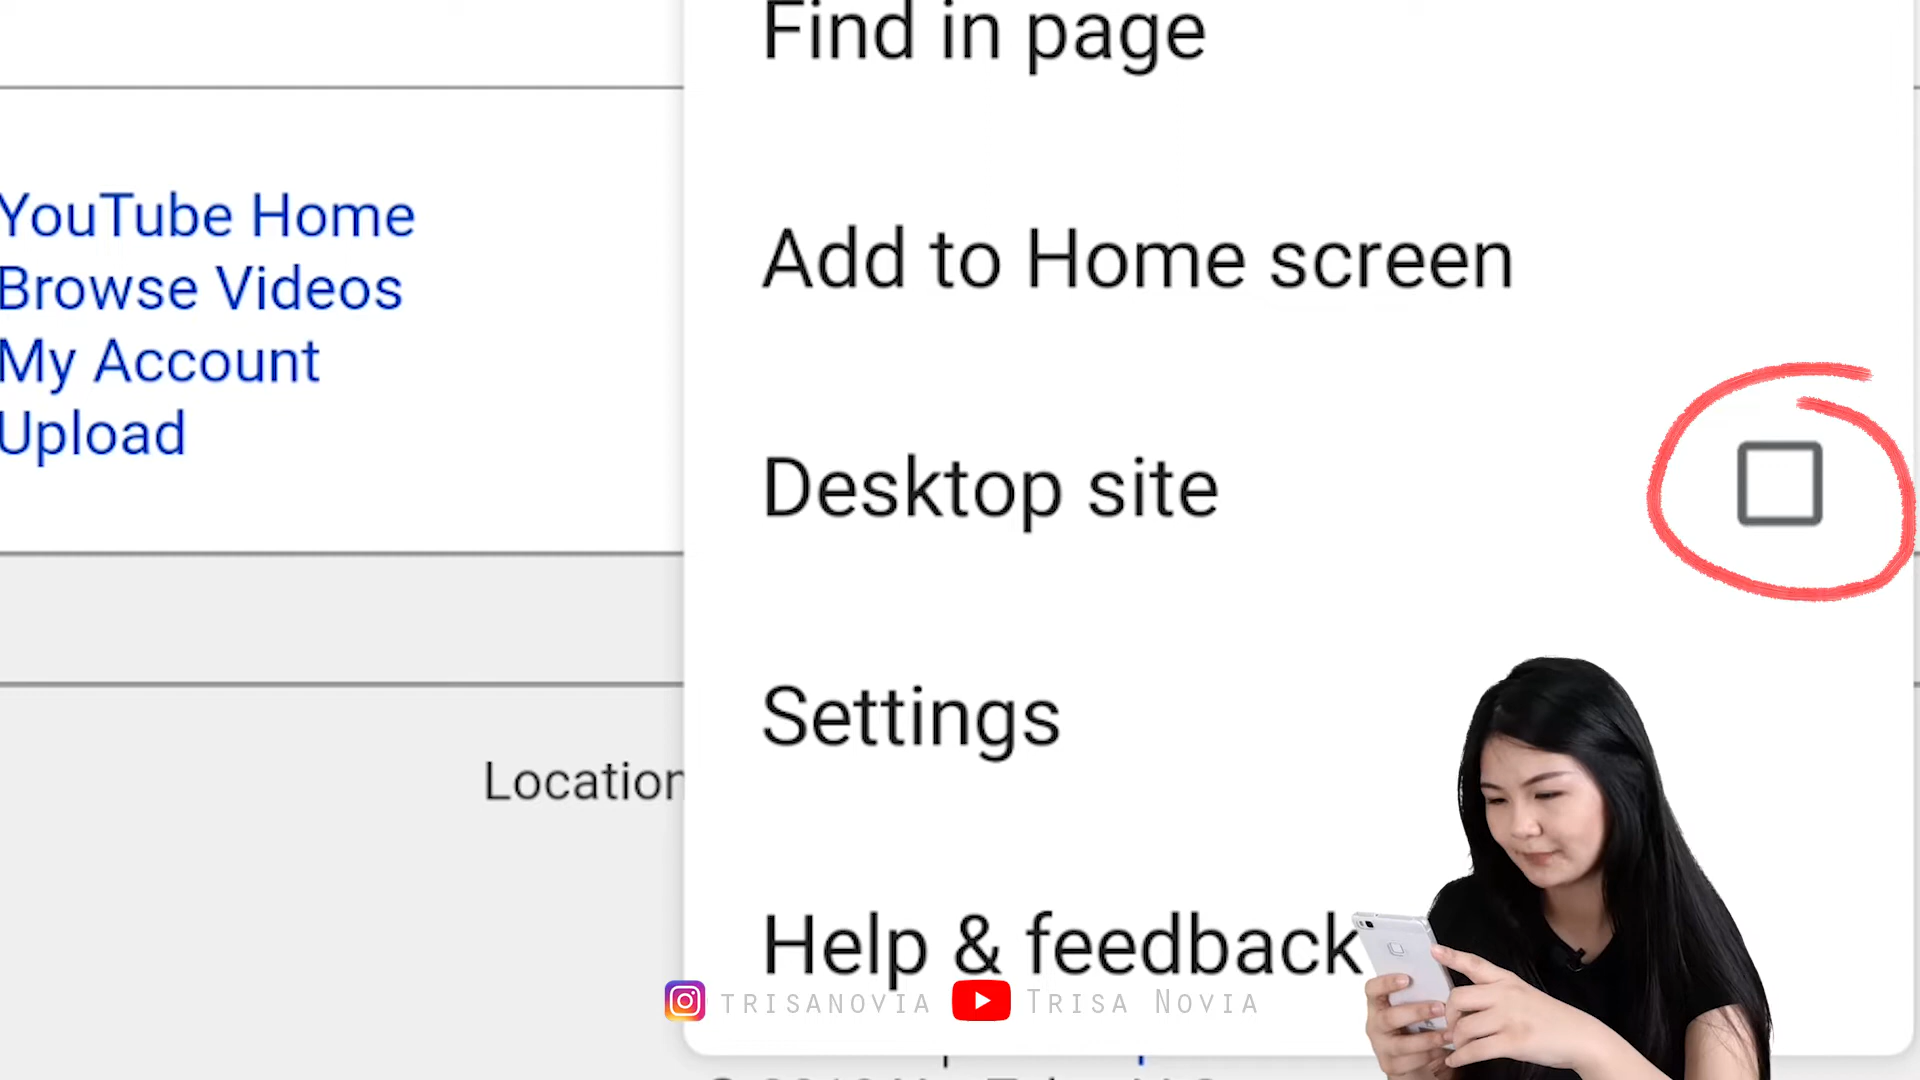 Find in page
YouTube Home
Browse Videos
My Account
Upload
Add to Home screen
Desktop site
Settings
Location
Help & feedback
TRISANOVIA TRISA NOVIA